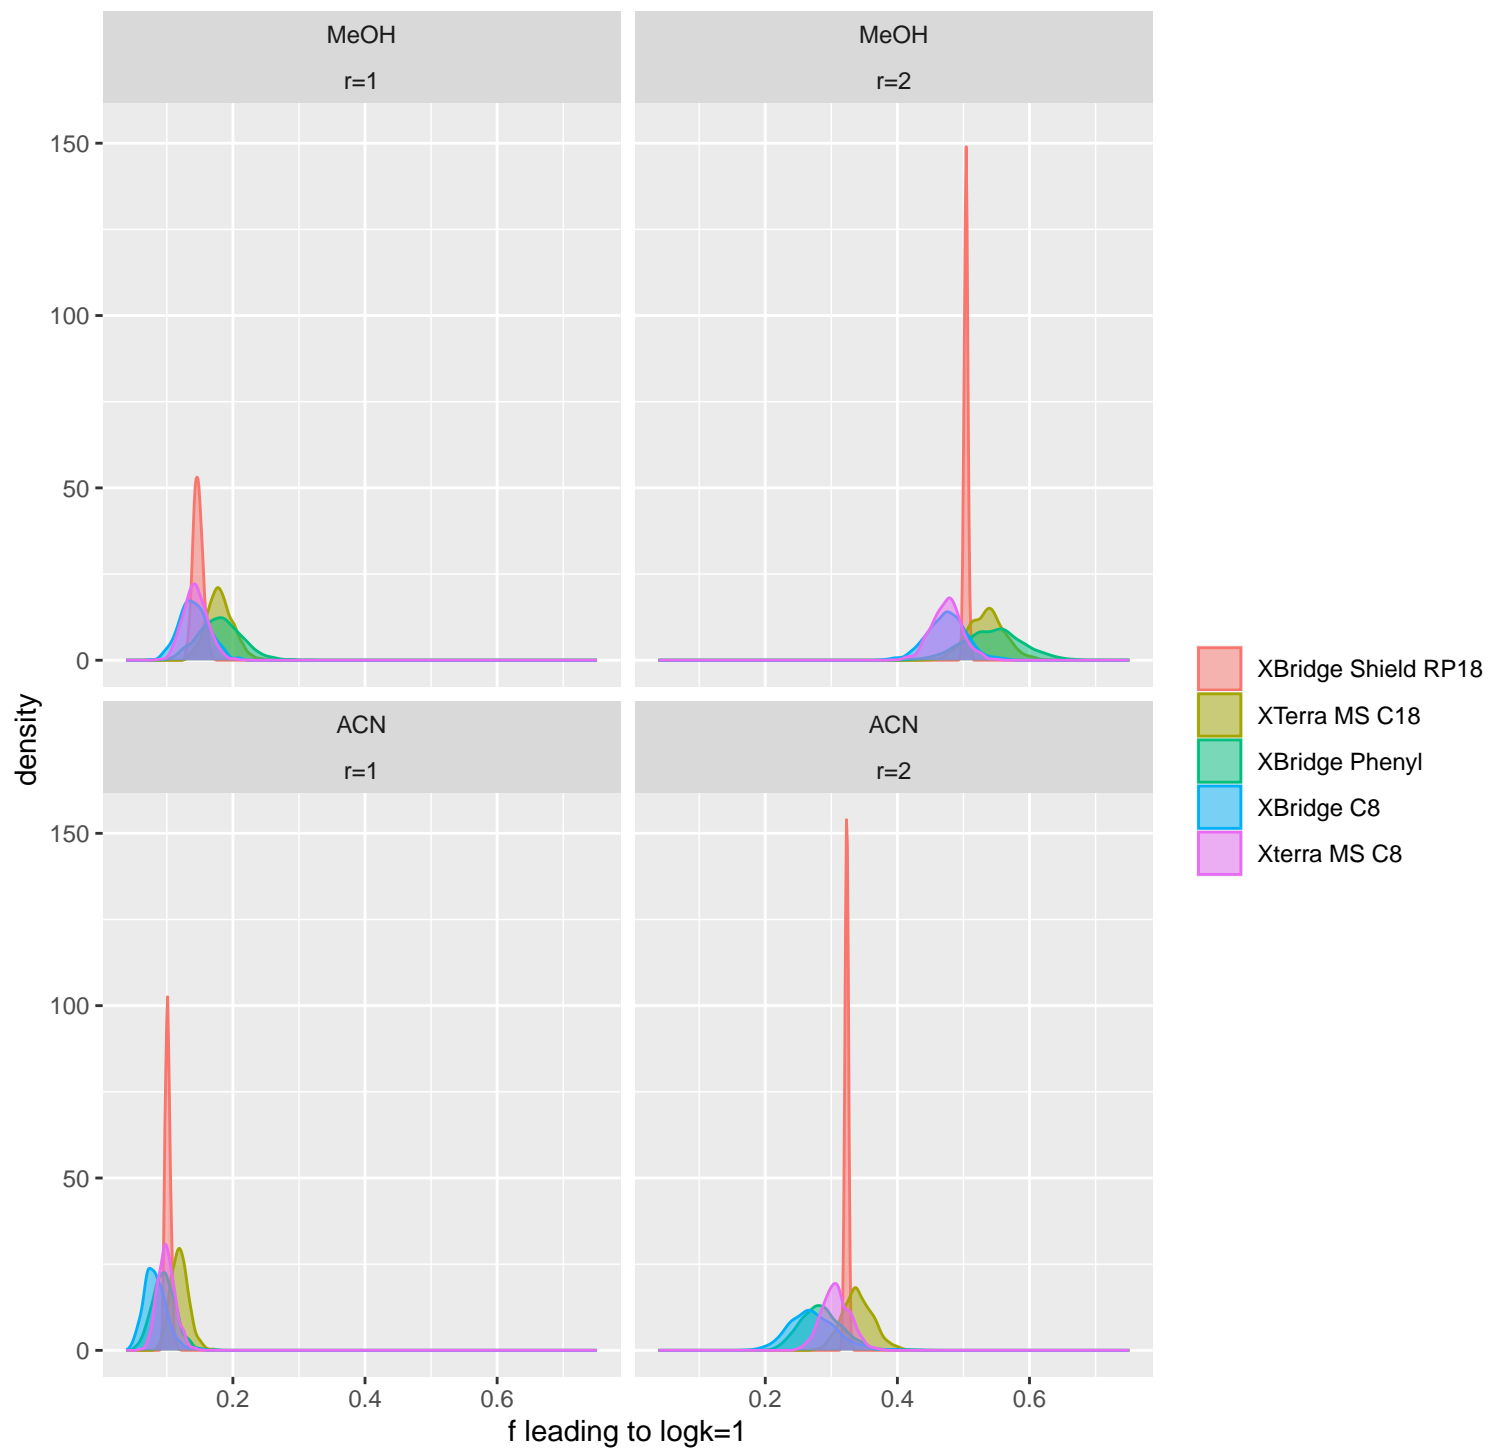 MeOH
r=1
MeOH
r=2
150
100
50
0
ACN
r=1
ACN
r=2
150
100
50
0
0.2
0.4
0.6
0.2
0.4
0.6
f leading to logk=1
density
XBridge Shield RP18
XTerra MS C18
XBridge Phenyl
XBridge C8
Xterra MS C8